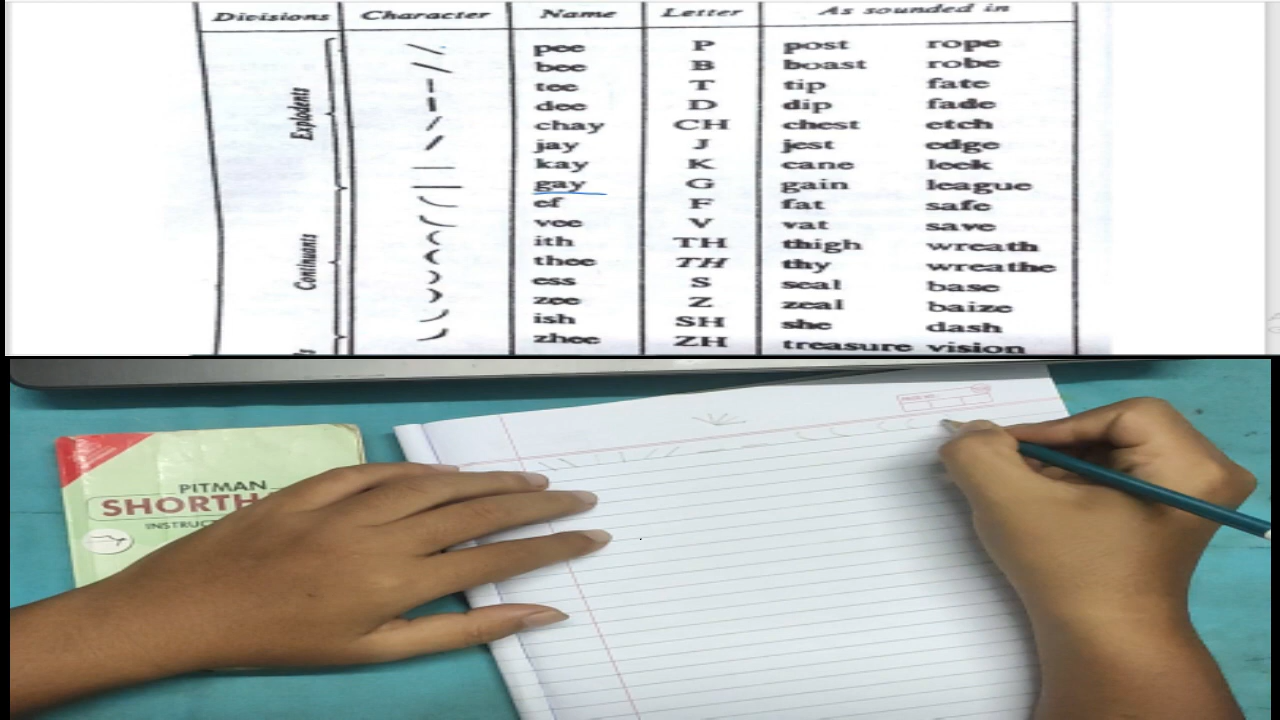 Divisions Character Name Letter As sounded in
Explodents
pee P post rope
bee B boast robe
tee T tip fate
dee D dip fade
chay CH chest etch
jay J jest edge
kay K cane leek
gay G gain league
Continuants
ef F fat safe
vee V vat save
ith TH thigh wreath
thee TH thy wreathe
ess S seal base
zee Z zeal baize
ish SH she dash
zhee ZH treasure vision
PITMAN
SHORTH
INSTRUC